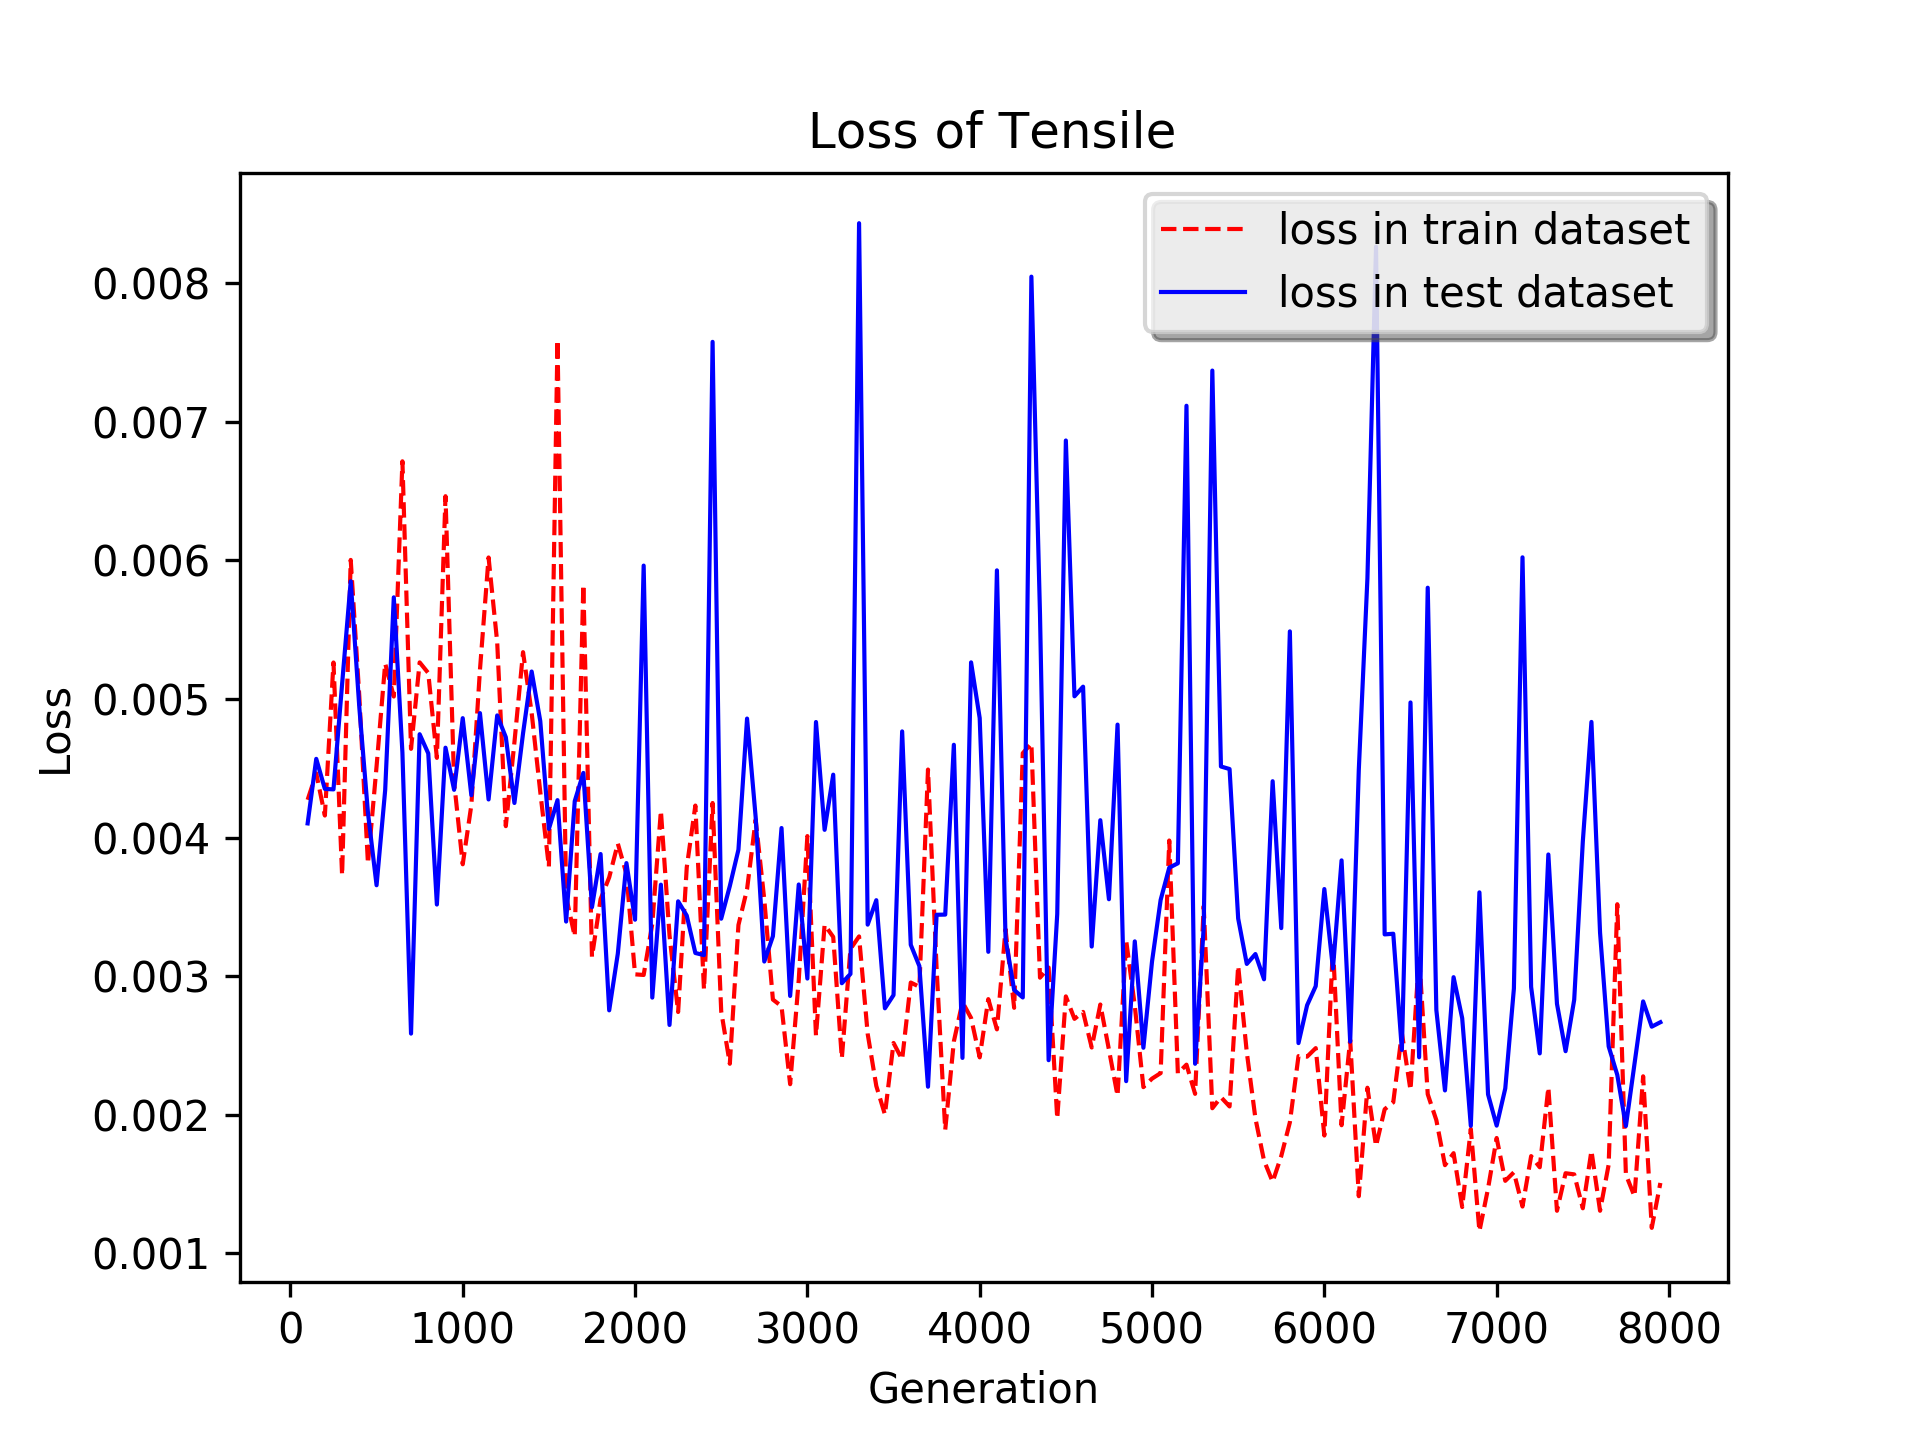 Loss of Tensile
loss in train dataset
loss in test dataset
Loss
0.008
0.007
0.006
0.005
0.004
0.003
0.002
0.001
0 1000 2000 3000 4000 5000 6000 7000 8000
Generation